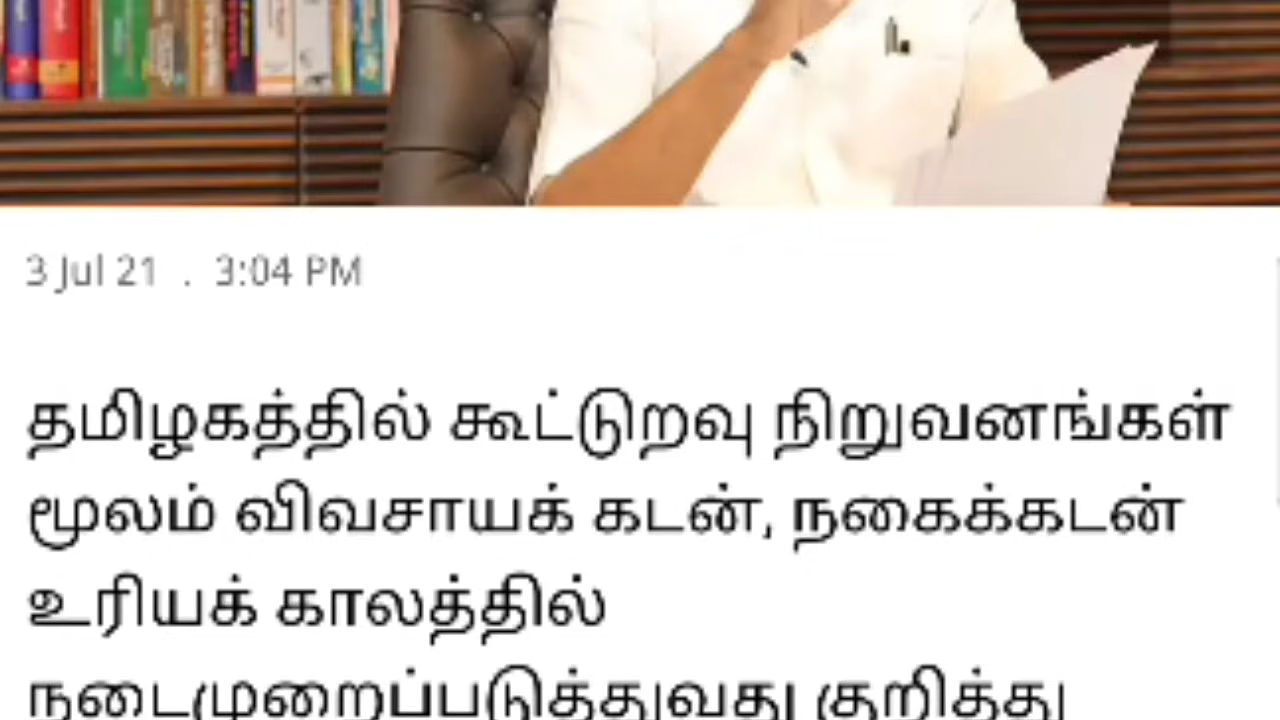 3 Jul 21 . 3:04 PM
தமிழகத்தில் கூட்டுறவு நிறுவனங்கள்
மூலம் விவசாயக் கடன், நகைக்கடன்
உரியக் காலத்தில்
நடைமுறைப்படுத்துவது குறித்து